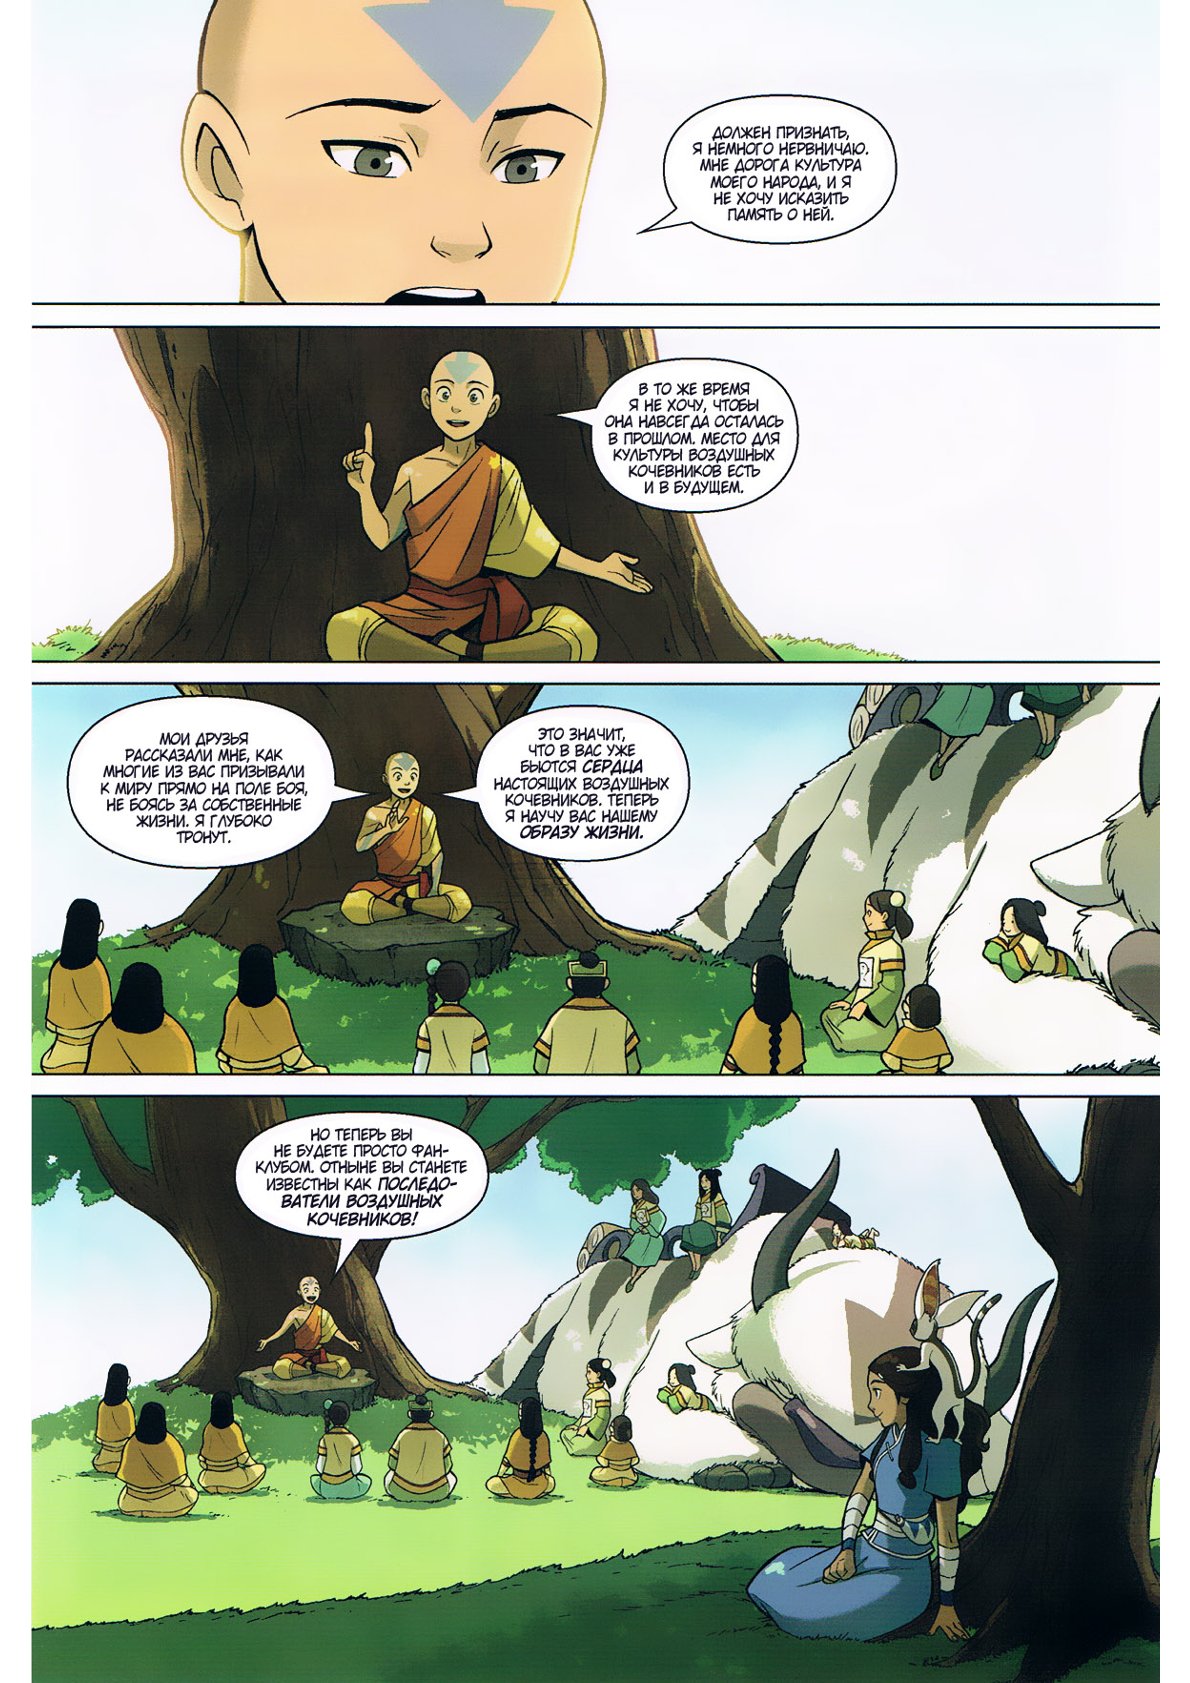 ДОЛЖЕН ПРИЗНАТЬ,
Я НЕМНОГО НЕРВНИЧАЮ.
МНЕ ДОРОГА КУЛЬТУРА
МОЕГО НАРОДА, И Я
НЕ ХОЧУ ИСКАЗИТЬ
ПАМЯТЬ О НЕЙ.
В ТО ЖЕ ВРЕМЯ
Я НЕ ХОЧУ, ЧТОБЫ
ОНА НАВСЕГДА ОСТАЛАСЬ
В ПРОШЛОМ. МЕСТО ДЛЯ
КУЛЬТУРЫ ВОЗДУШНЫХ
КОЧЕВНИКОВ ЕСТЬ
И В БУДУЩЕМ.
МОИ ДРУЗЬЯ
РАССКАЗАЛИ МНЕ, КАК
МНОГИЕ ИЗ ВАС ПРИЗЫВАЛИ
К МИРУ ПРЯМО НА ПОЛЕ БОЯ,
НЕ БОЯСЬ ЗА СОБСТВЕННЫЕ
ЖИЗНИ. Я ГЛУБОКО
ТРОНУТ.
ЭТО ЗНАЧИТ,
ЧТО В ВАС УЖЕ
БЬЮТСЯ СЕРДЦА
НАСТОЯЩИХ ВОЗДУШНЫХ
КОЧЕВНИКОВ. ТЕПЕРЬ
Я НАУЧУ ВАС НАШЕМУ
ОБРАЗУ ЖИЗНИ.
НО ТЕПЕРЬ ВЫ
НЕ БУДЕТЕ ПРОСТО ФАН-
КЛУБОМ. ОТНЫНЕ ВЫ СТАНЕТЕ
ИЗВЕСТНЫ КАК ПОСЛЕДО-
ВАТЕЛИ ВОЗДУШНЫХ
КОЧЕВНИКОВ!